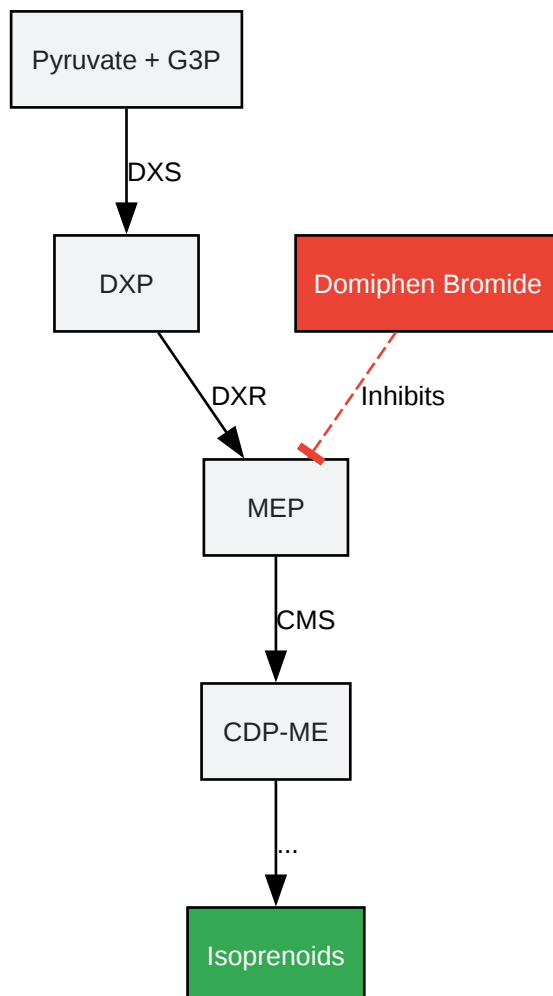 Pyruvate + G3P
DXS
DXP
Domiphen Bromide
DXR
Inhibits
MEP
CMS
CDP-ME
...
Isoprenoids